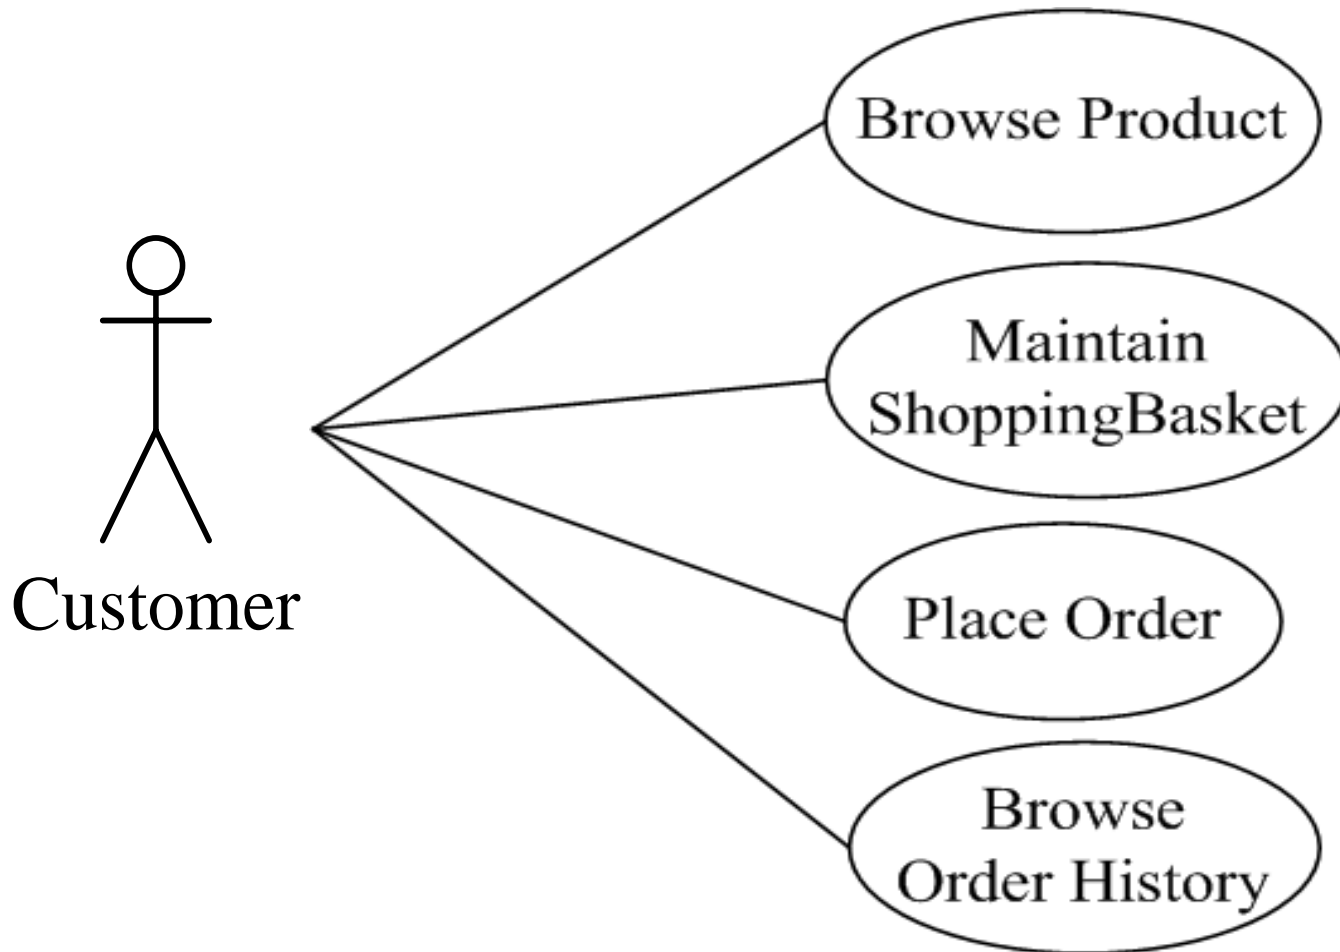 Browse Product
Maintain
ShoppingBasket
Customer
Place Order
Browse
Order History